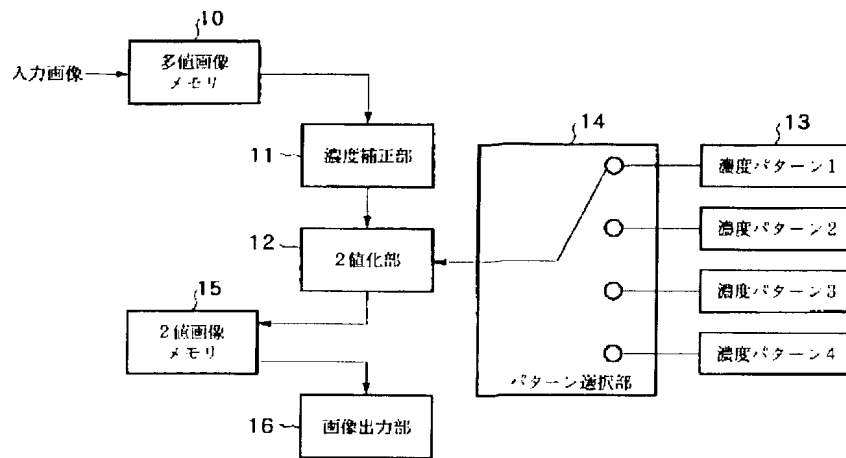 10
入力画像
多値画像
メモリ
11
濃度補正部
14
13
濃度パターン1
濃度パターン2
濃度パターン3
濃度パターン4
12
2値化部
15
2値画像
メモリ
パターン選択部
16
画像出力部